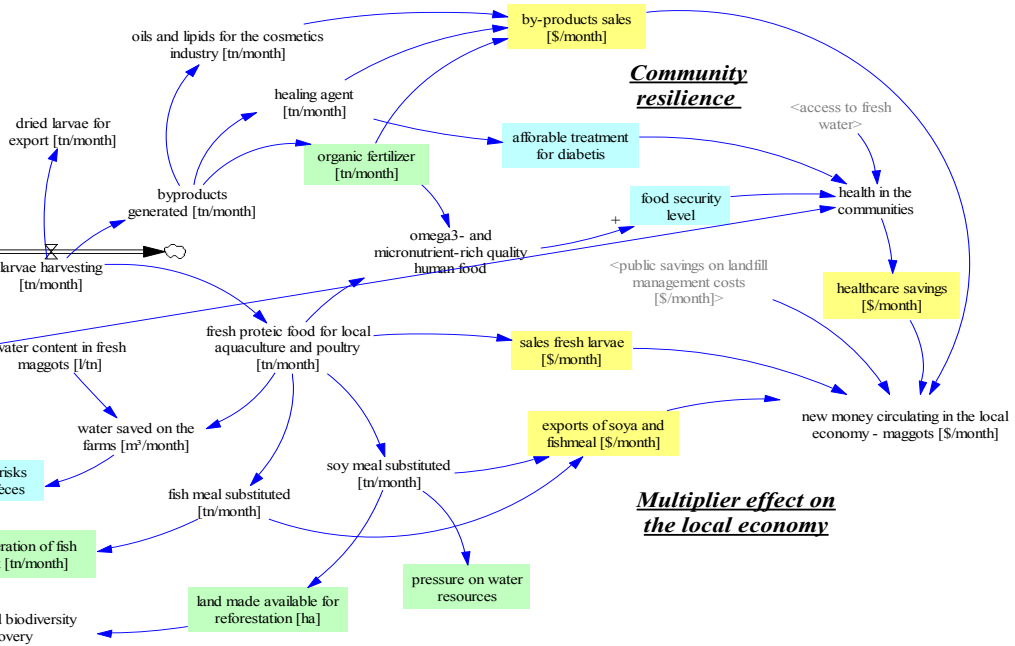 by-products sales
[$/month]
oils and lipids for the cosmetics
industry [tn/month]
Community
resilience
healing agent
[tn/month]
<access to fresh
water>
dried larvae for
export [tn/month]
afforable treatment
for diabetis
organic fertilizer
[tn/month]
byproducts
generated [tn/month]
health in the
communities
food security
level
+
omega3- and
micronutrient-rich quality
human food
larvae harvesting
[tn/month]
<public savings on landfill
management costs
[$/month]>
healthcare savings
[$/month]
fresh proteic food for local
aquaculture and poultry
[tn/month]
water content in fresh
maggots [l/tn]
sales fresh larvae
[$/month]
new money circulating in the local
economy - maggots [$/month]
water saved on the
farms [m³/month]
exports of soya and
fishmeal [$/month]
risks
soy meal substituted
[tn/month]
fish meal substituted
[tn/month]
Multiplier effect on
the local economy
of fish
[tn/month]
pressure on water
resources
land made available for
reforestation [ha]
biodiversity